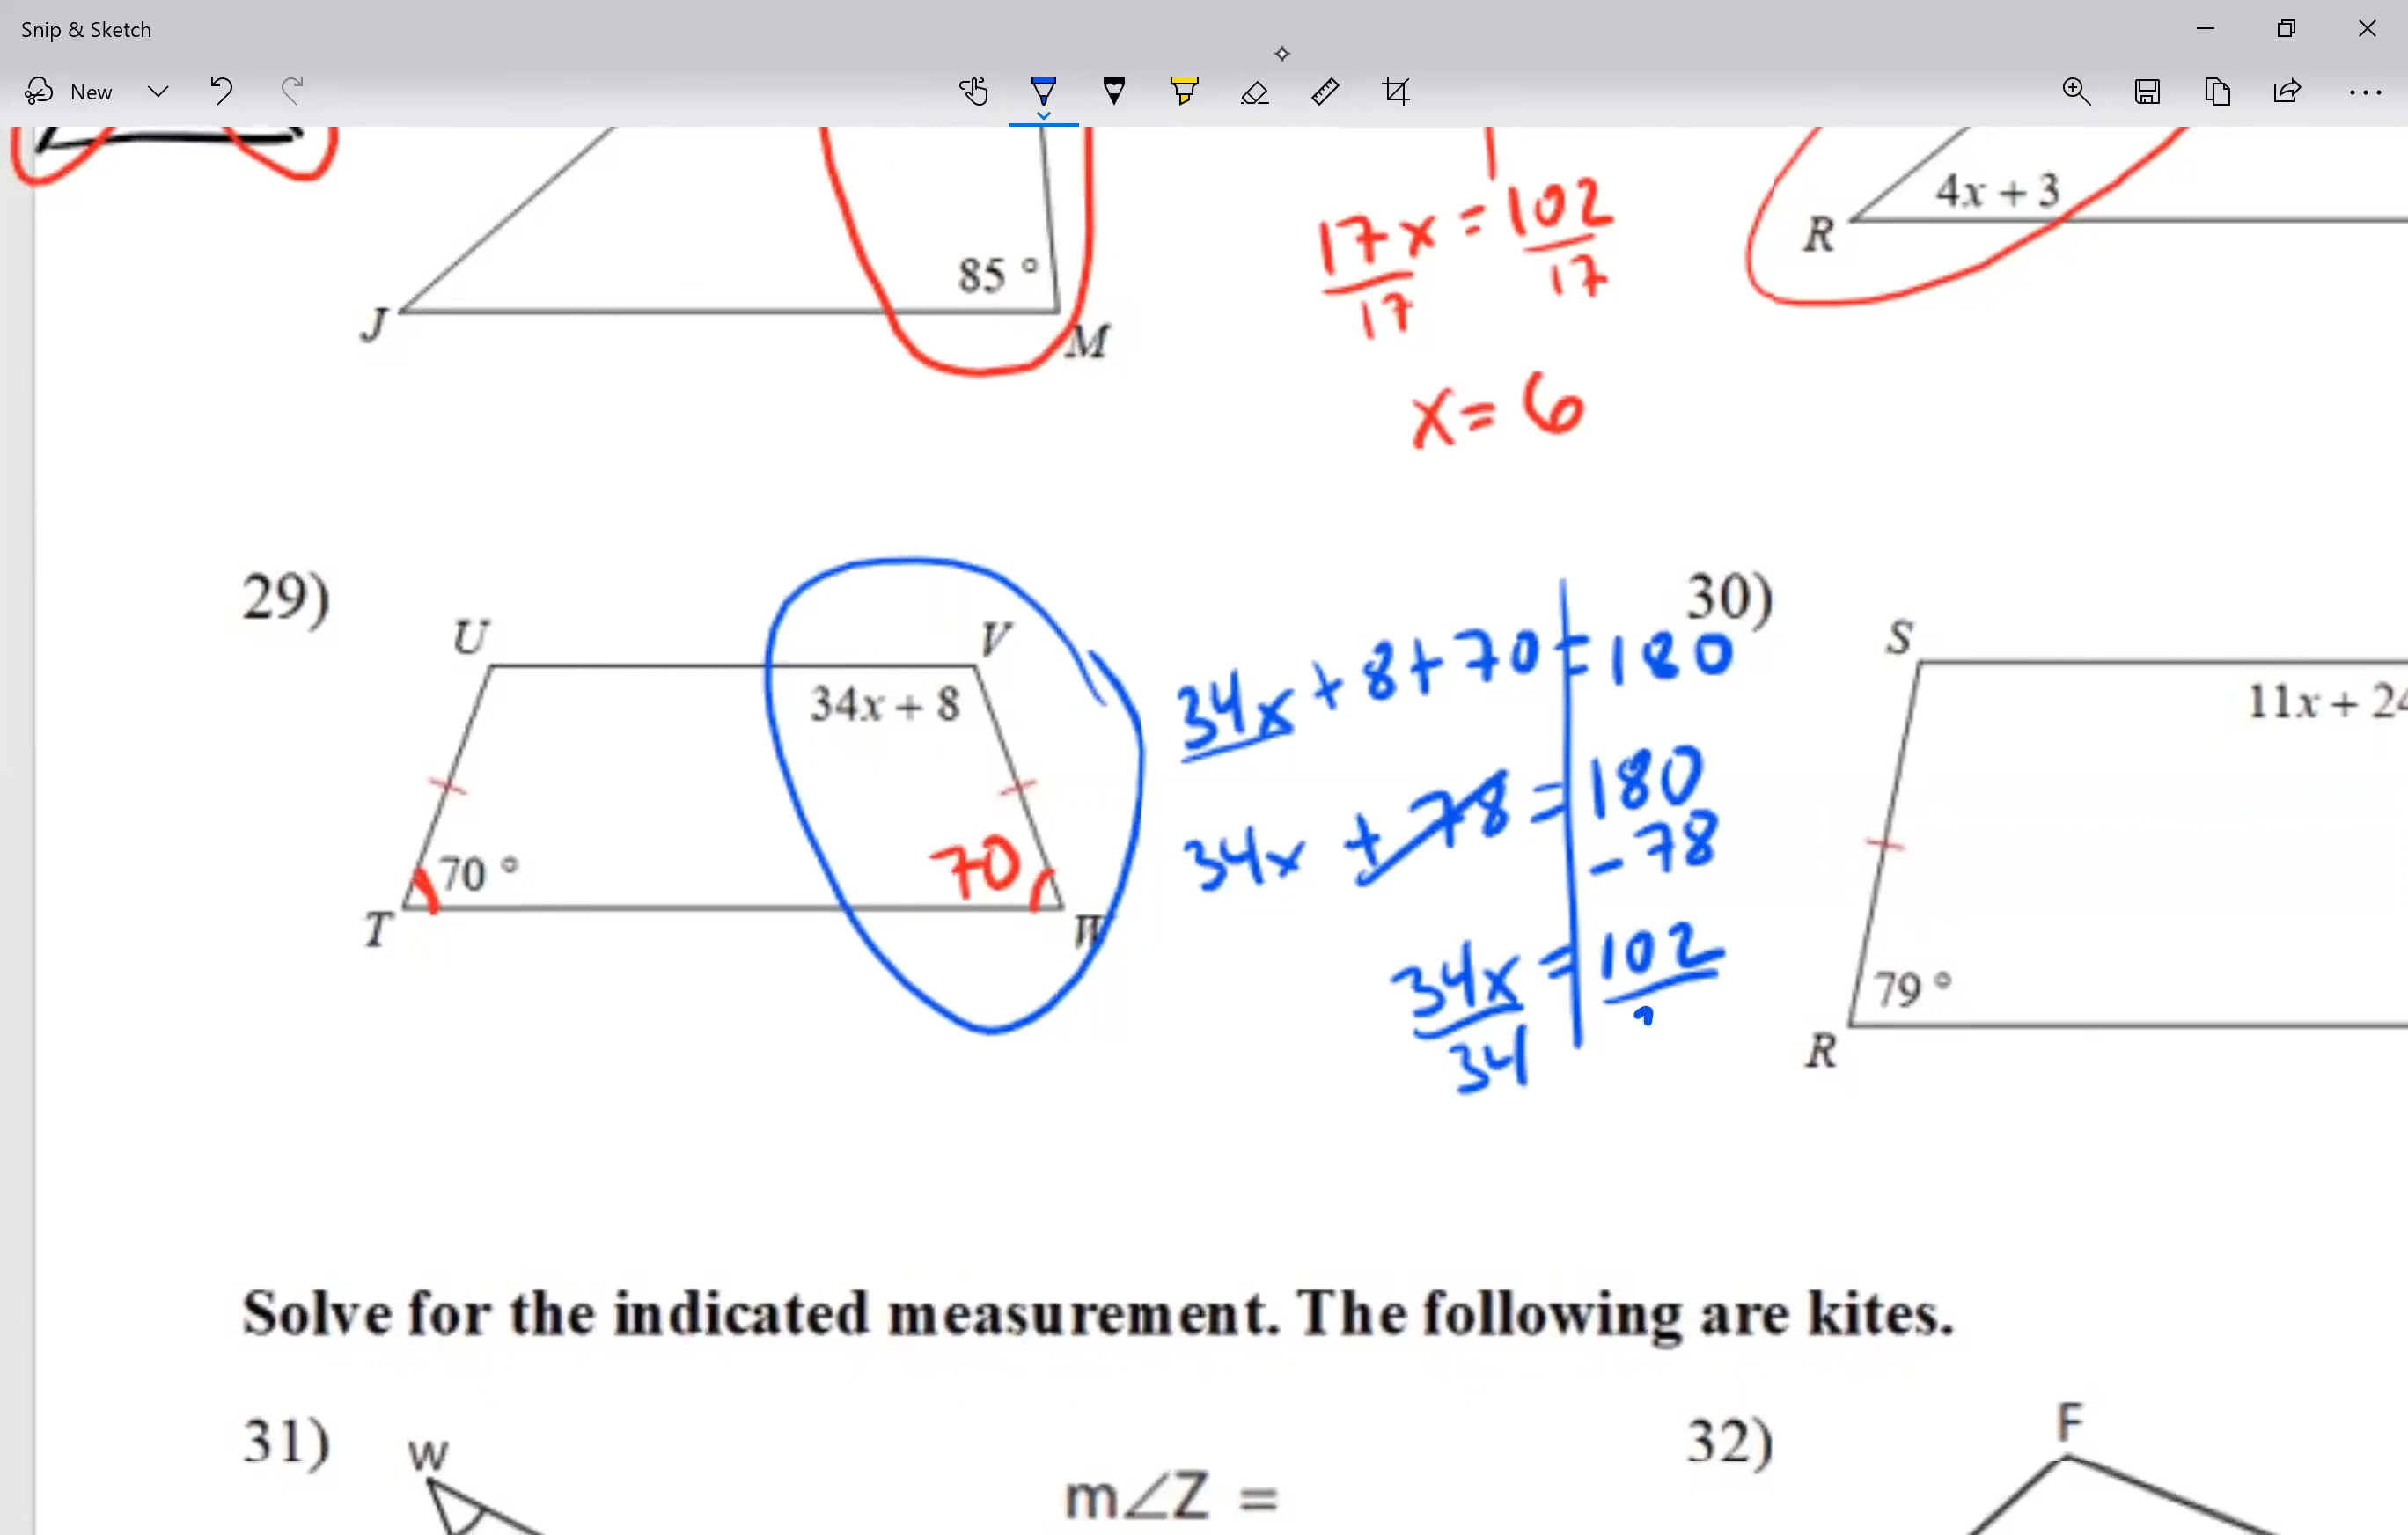 Snip & Sketch
New
4x + 3
R
17x = 102
17 17
85 °
J
M
x = 6
29)
U
V
34x + 8
70 °
70
T
W
34x + 8 + 70 = 180
34x + 78 = 180
- 78
34x = 102
34
30)
S
11x + 24
79 °
R
Solve for the indicated measurement. The following are kites.
31)
W
m∠Z =
32)
F